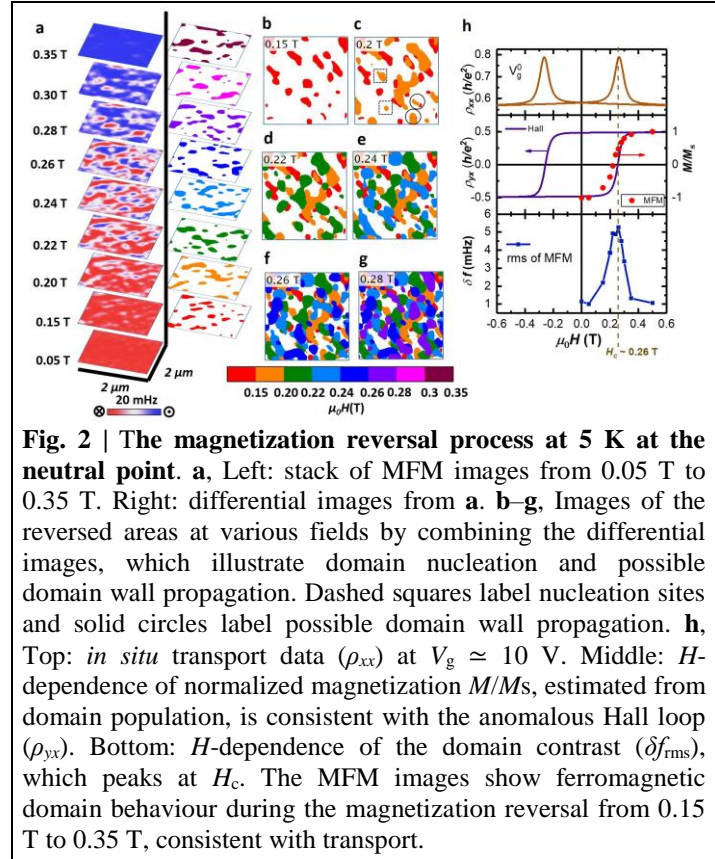 a
b
c
h
0.35 T
0.30 T
0.28 T
0.26 T
0.24 T
0.22 T
0.20 T
0.15 T
0.05 T
2 μm
2 μm
⊗ 20 mHz ⊙
0.15 T
0.2 T
d
e
0.22 T
0.24 T
f
g
0.26 T
0.28 T
0.15 0.20 0.22 0.24 0.26 0.28 0.3 0.35
μ₀H(T)
V_g^0
ρxx (h/e²)
0.8
0.7
0.6
Hall
ρyx (h/e²)
0.5
0.0
-0.5
M/Ms
1
0
-1
MFM
δf (mHz)
6
5
4
3
2
1
rms of MFM
-0.6 -0.4 -0.2 0.0 0.2 0.4 0.6
μ₀H (T)
Hc ~ 0.26 T
Fig. 2 | The magnetization reversal process at 5 K at the
neutral point. a, Left: stack of MFM images from 0.05 T to
0.35 T. Right: differential images from a. b–g, Images of the
reversed areas at various fields by combining the differential
images, which illustrate domain nucleation and possible
domain wall propagation. Dashed squares label nucleation sites
and solid circles label possible domain wall propagation. h,
Top: in situ transport data (ρxx) at Vg ≃ 10 V. Middle: H-
dependence of normalized magnetization M/Ms, estimated from
domain population, is consistent with the anomalous Hall loop
(ρyx). Bottom: H-dependence of the domain contrast (δfrms),
which peaks at Hc. The MFM images show ferromagnetic
domain behaviour during the magnetization reversal from 0.15
T to 0.35 T, consistent with transport.